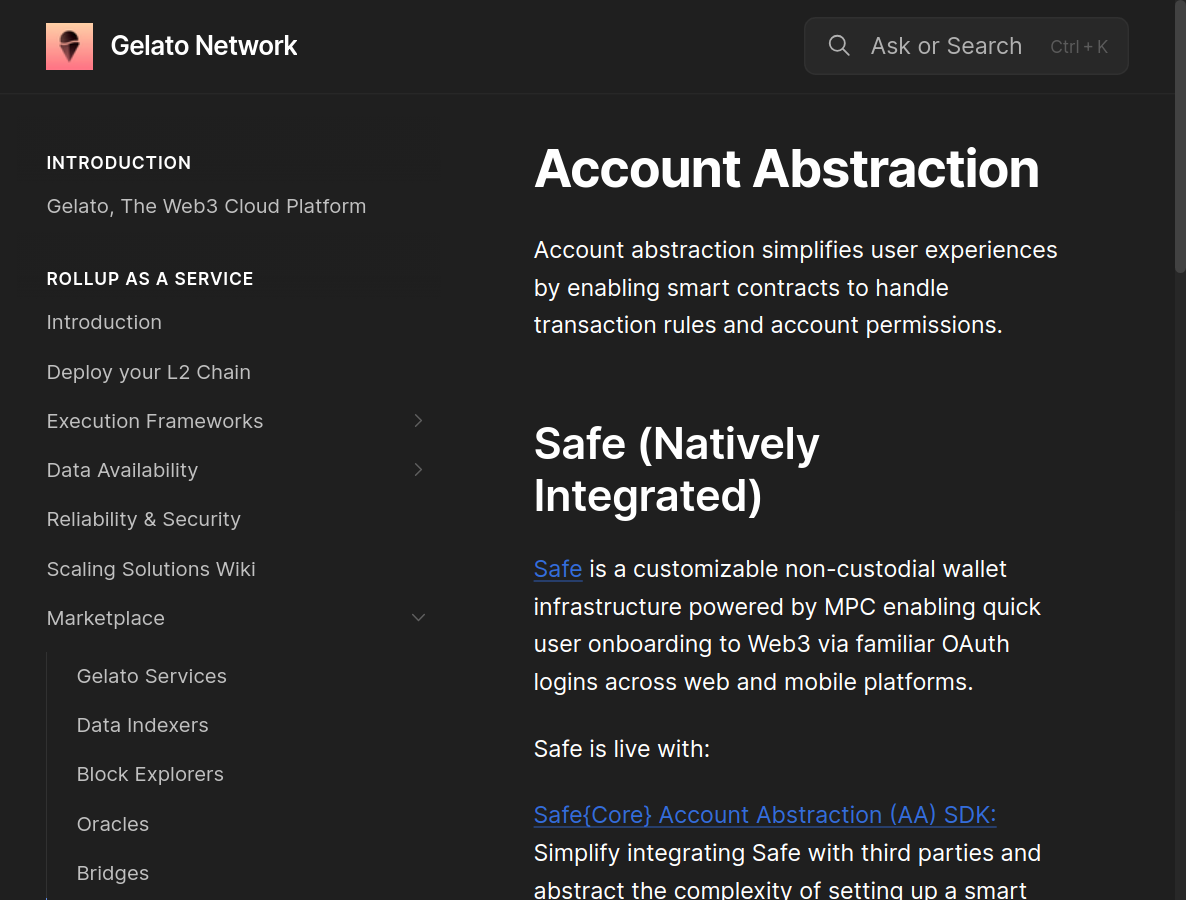 Gelato Network
Ask or Search Ctrl + K
INTRODUCTION
Gelato, The Web3 Cloud Platform
ROLLUP AS A SERVICE
Introduction
Deploy your L2 Chain
Execution Frameworks
Data Availability
Reliability & Security
Scaling Solutions Wiki
Marketplace
Gelato Services
Data Indexers
Block Explorers
Oracles
Bridges
Account Abstraction
Account abstraction simplifies user experiences
by enabling smart contracts to handle
transaction rules and account permissions.
Safe (Natively
Integrated)
Safe is a customizable non-custodial wallet
infrastructure powered by MPC enabling quick
user onboarding to Web3 via familiar OAuth
logins across web and mobile platforms.
Safe is live with:
Safe{Core} Account Abstraction (AA) SDK:
Simplify integrating Safe with third parties and
abstract the complexity of setting up a smart